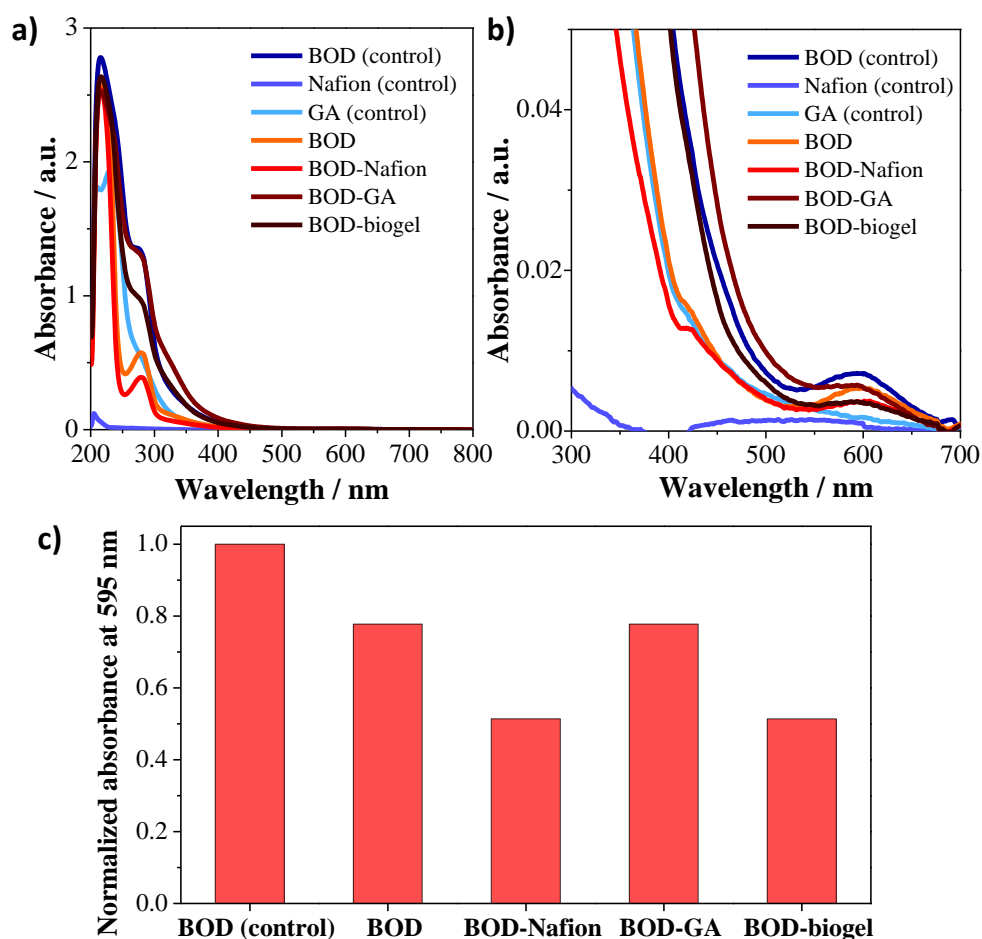 a)
BOD (control)
Nafion (control)
GA (control)
BOD
BOD-Nafion
BOD-GA
BOD-biogel
Absorbance / a.u.
3
2
1
0
200 300 400 500 600 700 800
Wavelength / nm
b)
BOD (control)
Nafion (control)
GA (control)
BOD
BOD-Nafion
BOD-GA
BOD-biogel
Absorbance / a.u.
0.04
0.02
0.00
300 400 500 600 700
Wavelength / nm
c)
Normalized absorbance at 595 nm
1.0
0.8
0.6
0.4
0.2
0.0
BOD (control) BOD BOD-Nafion BOD-GA BOD-biogel